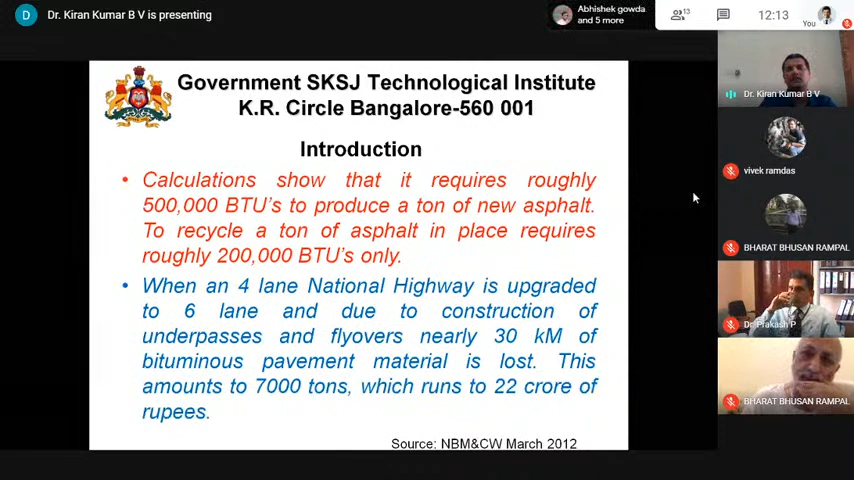 D
Dr. Kiran Kumar B V is presenting
Abhishek gowda
and 5 more
13
12:13
You
Government SKSJ Technological Institute
K.R. Circle Bangalore-560 001
Introduction
• Calculations show that it requires roughly
500,000 BTU's to produce a ton of new asphalt.
To recycle a ton of asphalt in place requires
roughly 200,000 BTU's only.
• When an 4 lane National Highway is upgraded
to 6 lane and due to construction of
underpasses and flyovers nearly 30 kM of
bituminous pavement material is lost. This
amounts to 7000 tons, which runs to 22 crore of
rupees.
Source: NBM&CW March 2012
Dr. Kiran Kumar B V
vivek ramdas
BHARAT BHUSAN RAMPAL
Dr. Prakash P
BHARAT BHUSAN RAMPAL